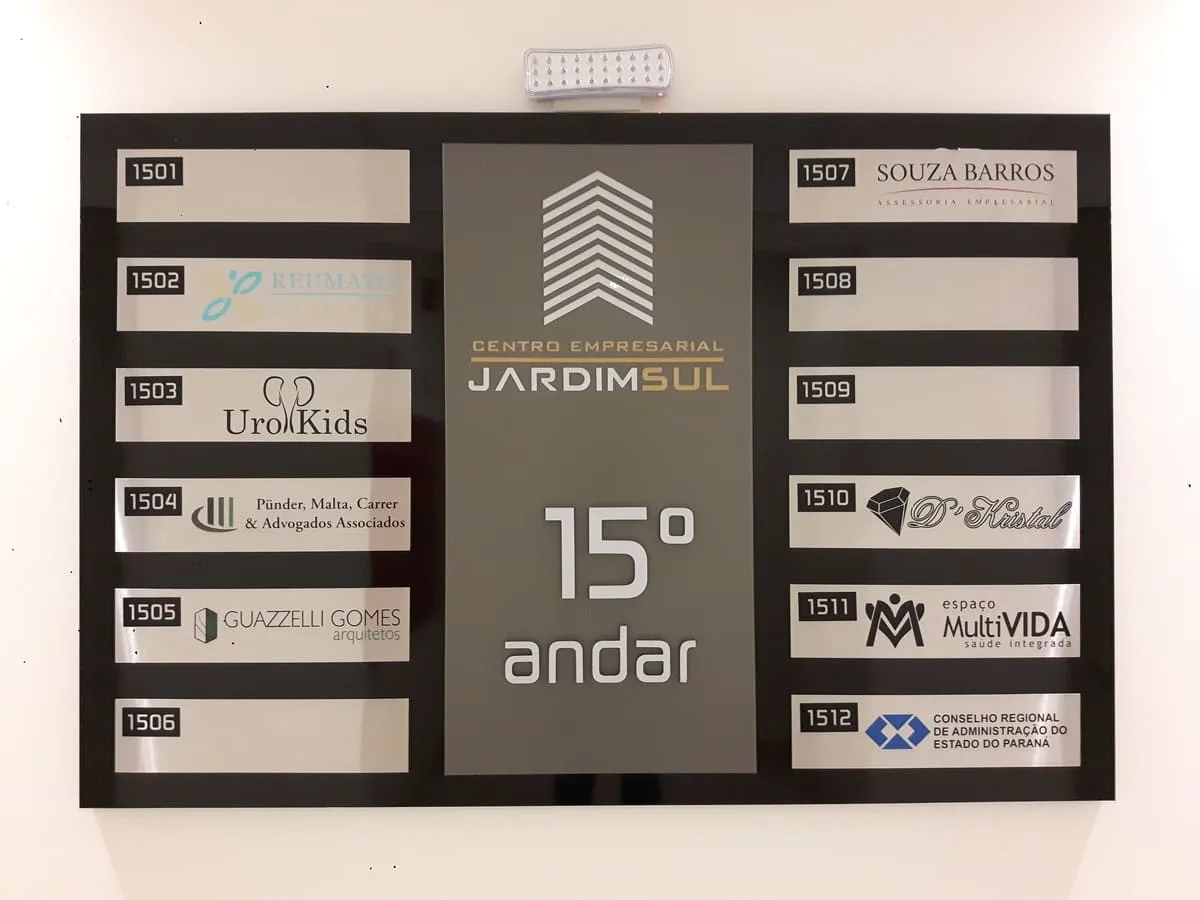 1501
1502
REUMATO
1503
UroKids
1504
Pünder, Malta, Carrer
& Advogados Associados
1505
GUAZZELLI GOMES
arquitetos
1506
CENTRO EMPRESARIAL
JARDIMSUL
15º
andar
1507
SOUZA BARROS
ASSESSORIA EMPRESARIAL
1508
1509
1510
D'Kristal
1511
espaço
MultiVIDA
saúde integrada
1512
CONSELHO REGIONAL
DE ADMINISTRAÇÃO DO
ESTADO DO PARANÁ